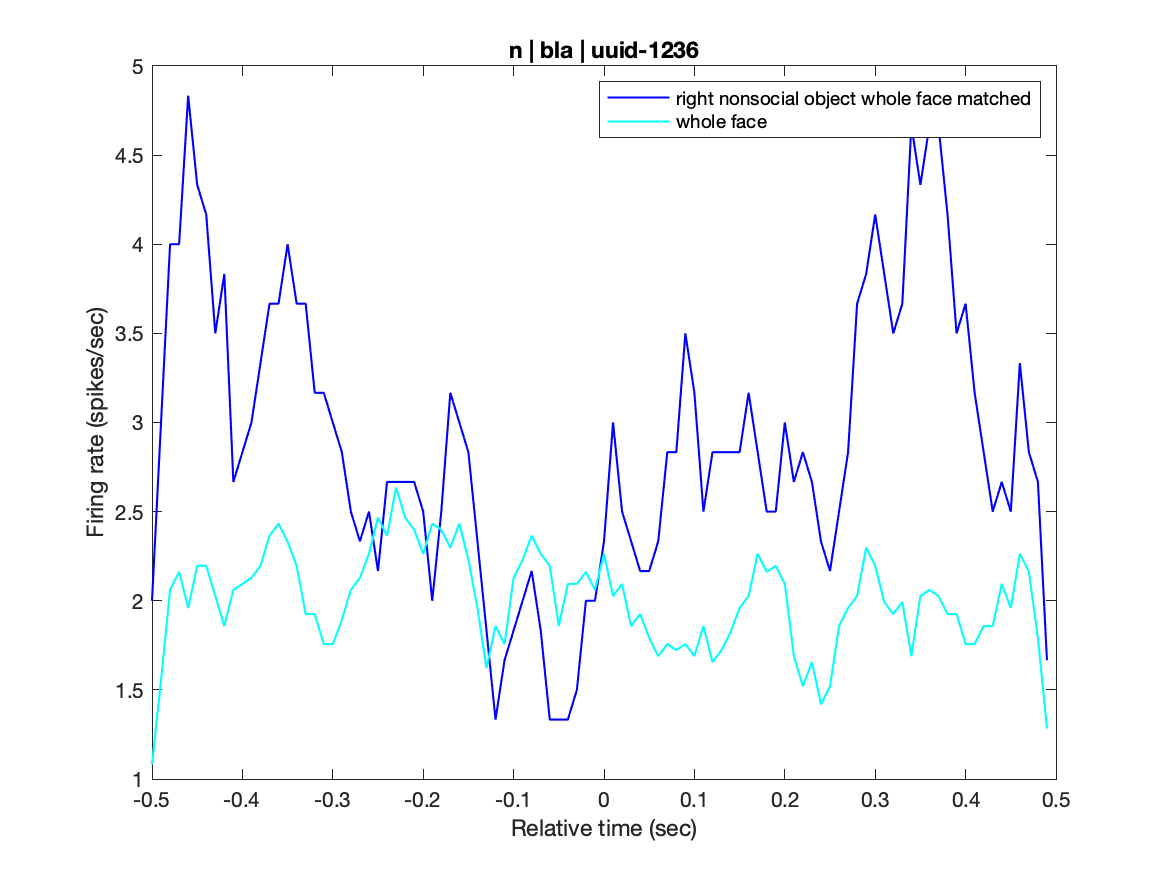 n | bla | uuid-1236
right nonsocial object whole face matched
whole face
5
4.5
4
3.5
3
2.5
2
1.5
1
Firing rate (spikes/sec)
-0.5 -0.4 -0.3 -0.2 -0.1 0 0.1 0.2 0.3 0.4 0.5
Relative time (sec)